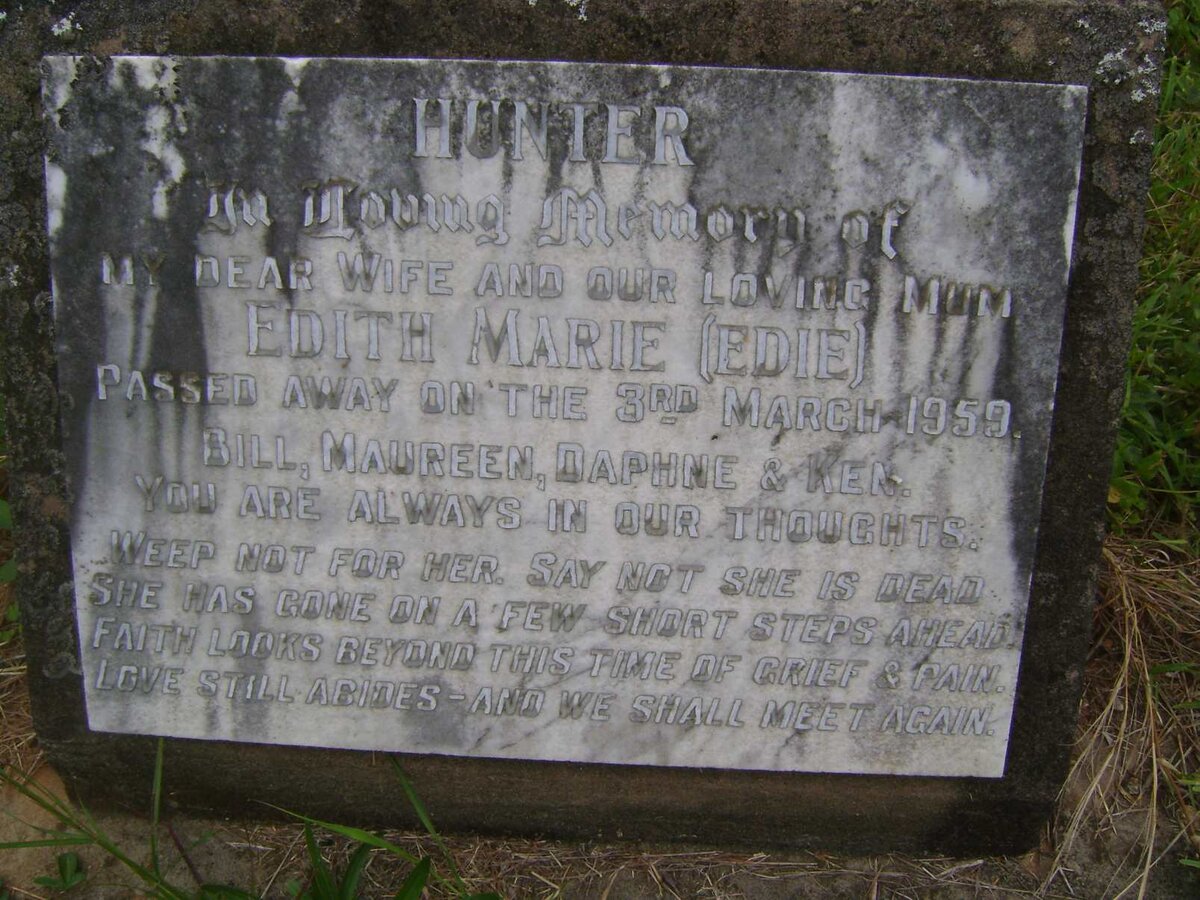 HUNTER
In Loving Memory of
MY DEAR WIFE AND OUR LOVING MUM
EDITH MARIE (EDIE)
PASSED AWAY ON THE 3RD MARCH 1959.
BILL, MAUREEN, DAPHNE & KEN.
YOU ARE ALWAYS IN OUR THOUGHTS.
WEEP NOT FOR HER. SAY NOT SHE IS DEAD
SHE HAS GONE ON A FEW SHORT STEPS AHEAD
FAITH LOOKS BEYOND THIS TIME OF GRIEF & PAIN.
LOVE STILL ABIDES - AND WE SHALL MEET AGAIN.